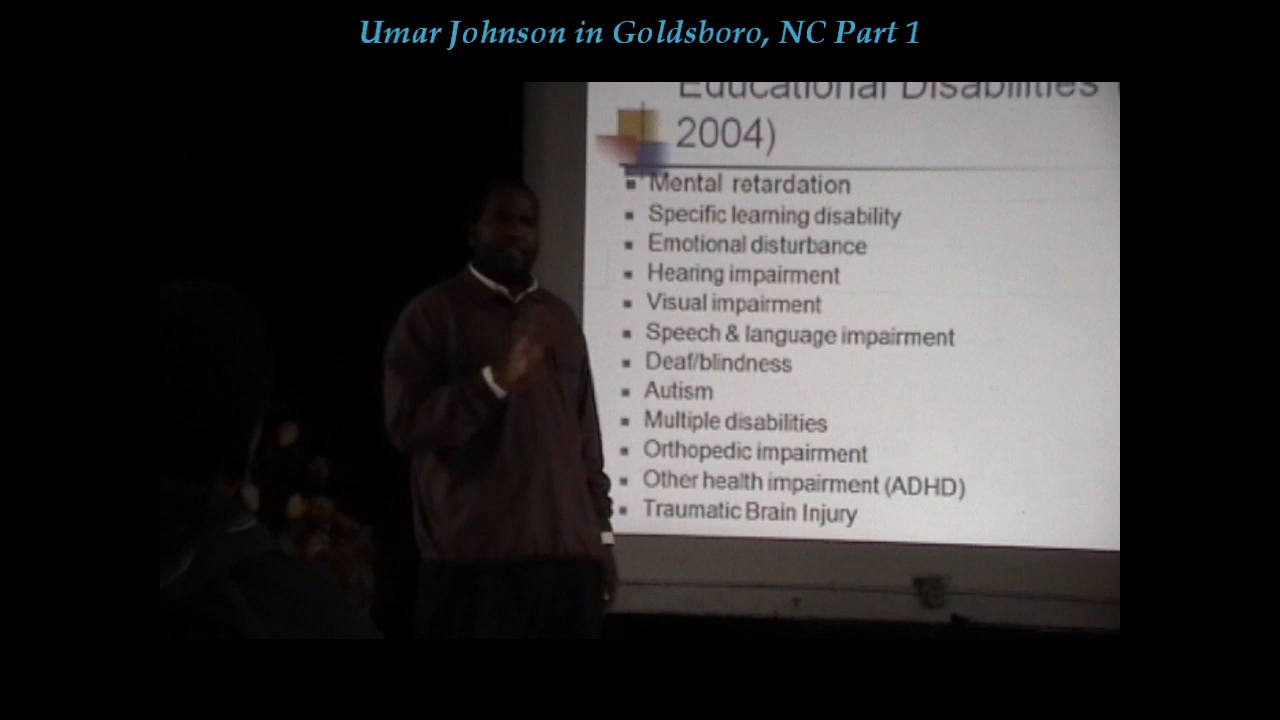 Umar Johnson in Goldsboro, NC Part 1
Educational Disabilities (
2004)
Mental retardation
Specific learning disability
Emotional disturbance
Hearing impairment
Visual impairment
Speech & language impairment
Deaf/blindness
Autism
Multiple disabilities
Orthopedic impairment
Other health impairment (ADHD)
Traumatic Brain Injury